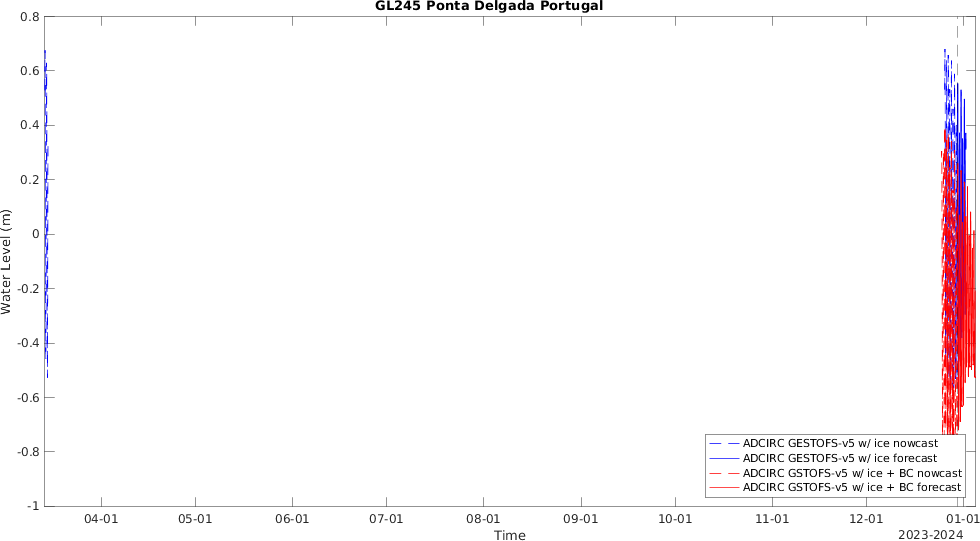 GL245 Ponta Delgada Portugal
0.8
0.6
0.4
0.2
0
-0.2
-0.4
-0.6
-0.8
-1
Water Level (m)
ADCIRC GESTOFS-v5 w/ ice nowcast
ADCIRC GESTOFS-v5 w/ ice forecast
ADCIRC GSTOFS-v5 w/ ice + BC nowcast
ADCIRC GSTOFS-v5 w/ ice + BC forecast
04-01 05-01 06-01 07-01 08-01 09-01 10-01 11-01 12-01 01-01
Time
2023-2024